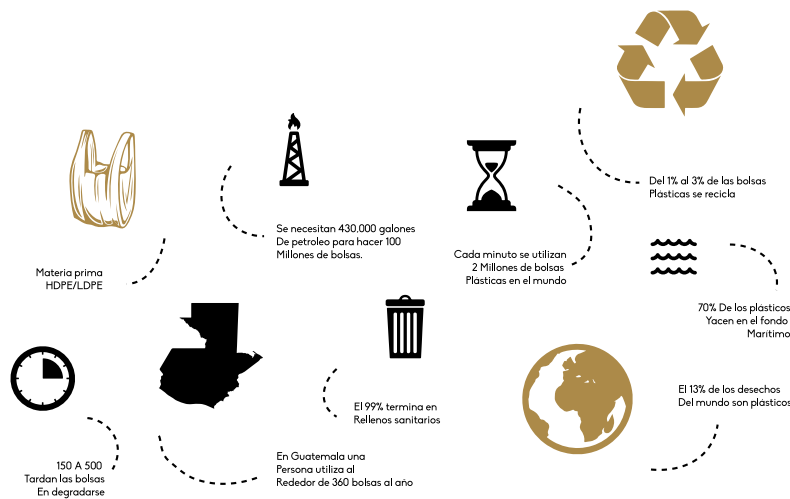 Del 1% al 3% de las bolsas
Plásticas se recicla
Se necesitan 430,000 galones
De petroleo para hacer 100
Millones de bolsas.
Cada minuto se utilizan
2 Millones de bolsas
Plásticas en el mundo
Materia prima
HDPE/LDPE
70% De los plásticos
Yacen en el fondo
Marítimo
El 13% de los desechos
Del mundo son plásticos
El 99% termina en
Rellenos sanitarios
150 A 500
Tardan las bolsas
En degradarse
En Guatemala una
Persona utiliza al
Rededor de 360 bolsas al año